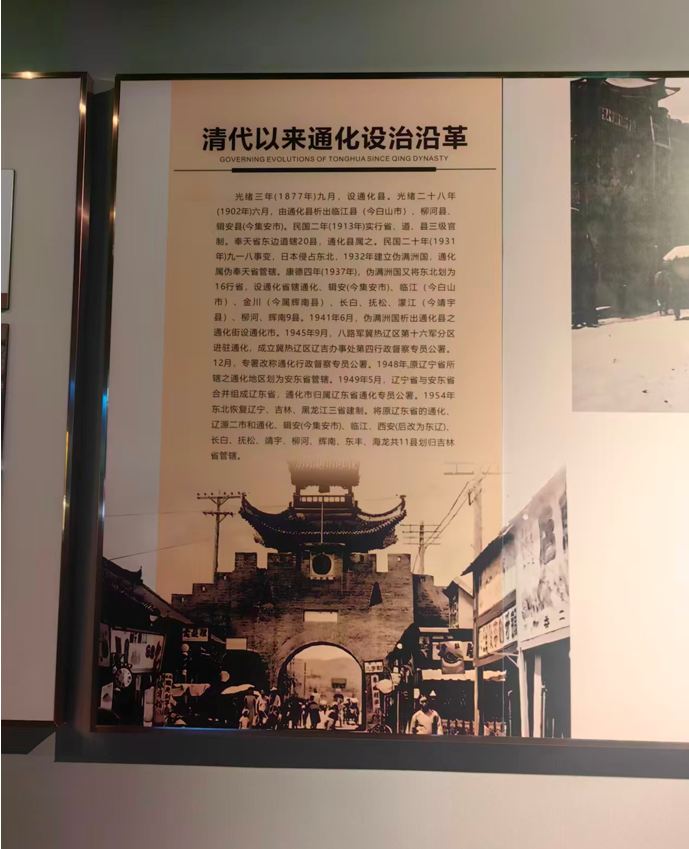 清代以来通化设治沿革
GOVERNING EVOLUTIONS OF TONGHUA SINCE QING DYNASTY
光绪三年(1877年)九月，设通化县。光绪二十八年
(1902年)六月，由通化县析出临江县（今白山市）、柳河县、
辑安县(今集安市)。民国二年(1913年)实行省、道、县三级官
制。奉天省东边道辖20县，通化县属之。民国二十年(1931
年)九一八事变，日本侵占东北，1932年建立伪满洲国，通化
属伪奉天省管辖。康德四年(1937年)，伪满洲国又将东北划为
16行省，设通化省辖通化、辑安(今集安市)、临江（今白山
市）、金川（今属辉南县）、长白、抚松、濛江（今靖宇
县）、柳河、辉南9县。1941年6月，伪满洲国析出通化县之
通化街设通化市。1945年9月，八路军冀热辽区第十六军分区
进驻通化，成立冀热辽区辽吉办事处第四行政督察专员公署。
12月，专署改称通化行政督察专员公署。1948年,原辽宁省所
辖之通化地区划为安东省管辖。1949年5月，辽宁省与安东省
合并组成辽东省，通化市归属辽东省通化专员公署。1954年
东北恢复辽宁、吉林、黑龙江三省建制。将原辽东省的通化、
辽源二市和通化、辑安(今集安市)、临江、西安(后改为东辽)、
长白、抚松、靖宇、柳河、辉南、东丰、海龙共11县划归吉林
省管辖。